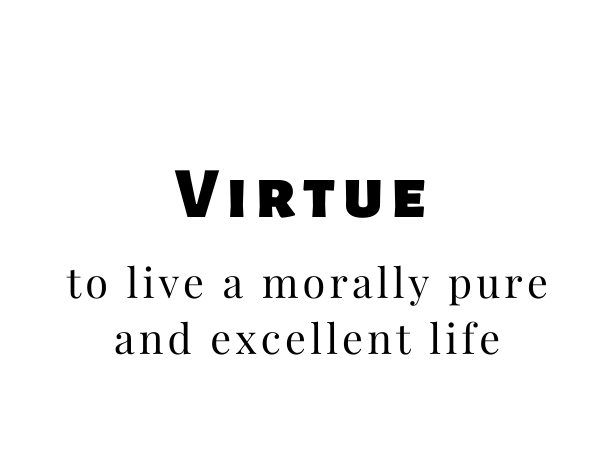 Virtue
to live a morally pure
and excellent life